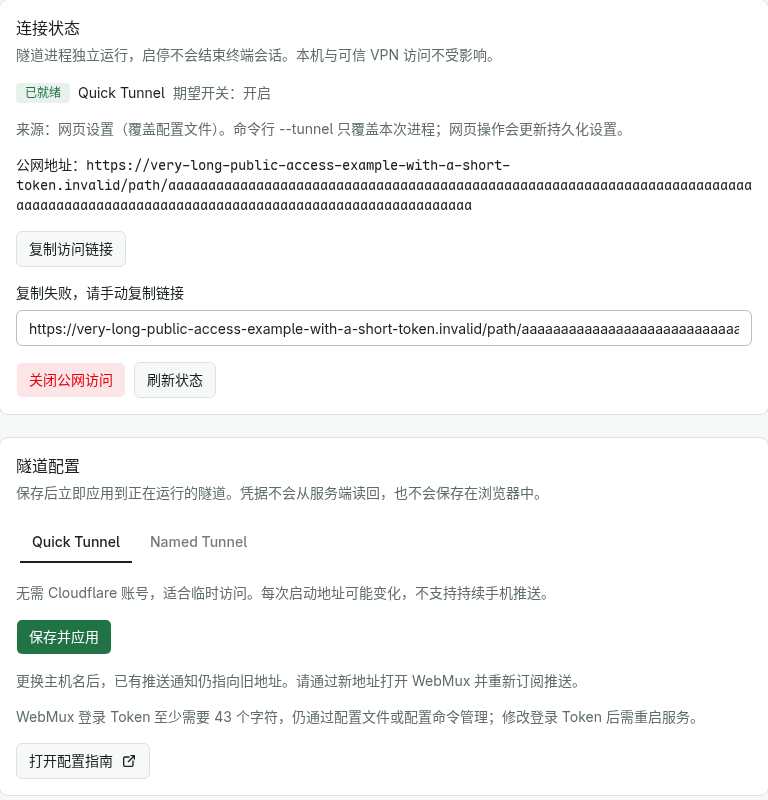 连接状态
隧道进程独立运行，启停不会结束终端会话。本机与可信 VPN 访问不受影响。
已就绪 Quick Tunnel 期望开关：开启
来源：网页设置（覆盖配置文件）。命令行 --tunnel 只覆盖本次进程；网页操作会更新持久化设置。
公网地址：https://very-long-public-access-example-with-a-short-
token.invalid/path/aaaaaaaaaaaaaaaaaaaaaaaaaaaaaaaaaaaaaaaaaaaaaaaaaaaaaaaaaaaaaaaaaaaaaaaaa
aaaaaaaaaaaaaaaaaaaaaaaaaaaaaaaaaaaaaaaaaaaaaaaaaaaaaaaaa
复制访问链接
复制失败，请手动复制链接
https://very-long-public-access-example-with-a-short-token.invalid/path/aaaaaaaaaaaaaaaaaaaaaaaaaaaa
关闭公网访问 刷新状态
隧道配置
保存后立即应用到正在运行的隧道。凭据不会从服务端读回，也不会保存在浏览器中。
Quick Tunnel Named Tunnel
无需 Cloudflare 账号，适合临时访问。每次启动地址可能变化，不支持持续手机推送。
保存并应用
更换主机名后，已有推送通知仍指向旧地址。请通过新地址打开 WebMux 并重新订阅推送。
WebMux 登录 Token 至少需要 43 个字符，仍通过配置文件或配置命令管理；修改登录 Token 后需重启服务。
打开配置指南